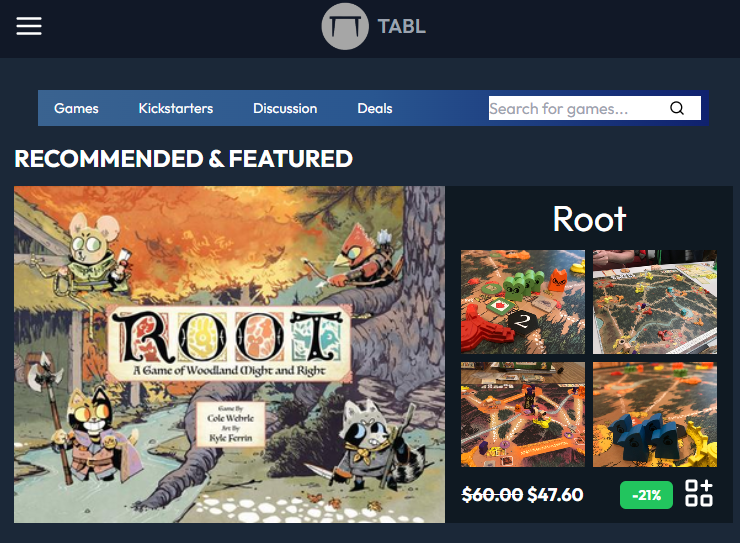 TABL
Games Kickstarters Discussion Deals Search for games...
RECOMMENDED & FEATURED
Root
ROOT
A Game of Woodland Might and Right
Game By
Cole Wehrle
Art By
Kyle Ferrin
2
$60.00 $47.60 -21%